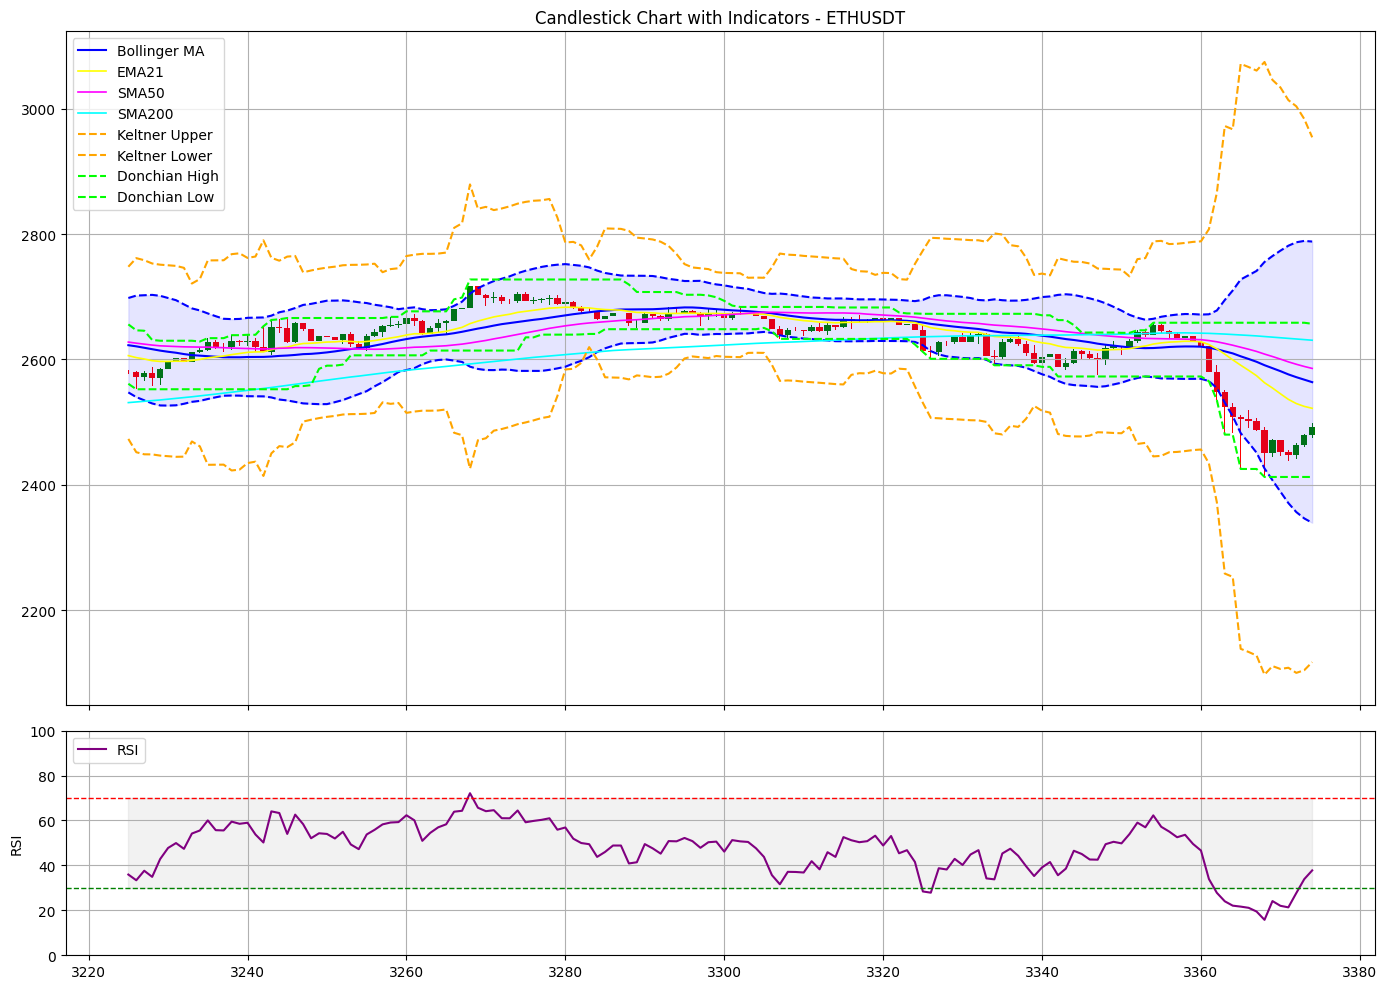 Candlestick Chart with Indicators - ETHUSDT
Bollinger MA
EMA21
SMA50
SMA200
Keltner Upper
Keltner Lower
Donchian High
Donchian Low
3000
2800
2600
2400
2200
RSI
100
80
60
40
20
0
RSI
3220 3240 3260 3280 3300 3320 3340 3360 3380